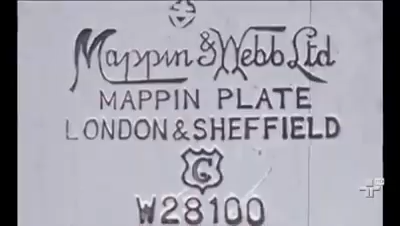 Mappin & Webb Ltd
MAPPIN PLATE
LONDON & SHEFFIELD
G
W28100